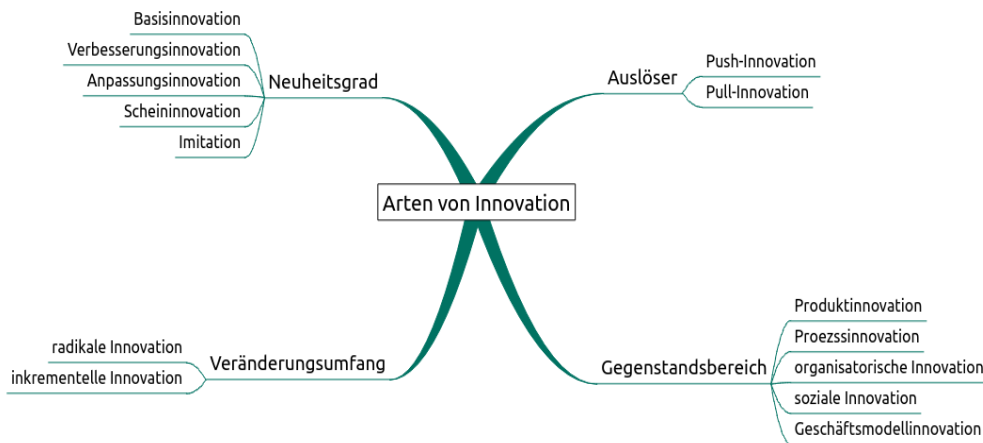 Basisinnovation
Verbesserungsinnovation
Anpassungsinnovation
Scheininnovation
Imitation
Neuheitsgrad
Auslöser
Push-Innovation
Pull-Innovation
Arten von Innovation
radikale Innovation
inkrementelle Innovation
Veränderungsumfang
Gegenstandsbereich
Produktinnovation
Proezssinnovation
organisatorische Innovation
soziale Innovation
Geschäftsmodellinnovation